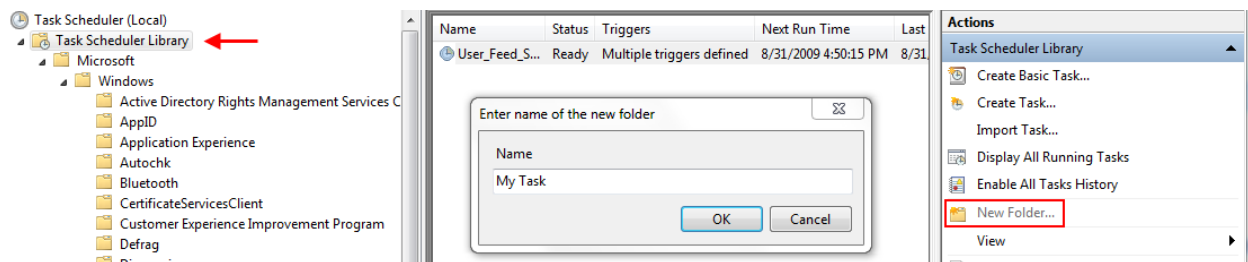 Task Scheduler (Local)
Task Scheduler Library
Microsoft
Windows
Active Directory Rights Management Services C
AppID
Application Experience
Autochk
Bluetooth
CertificateServicesClient
Customer Experience Improvement Program
Defrag
Name Status Triggers Next Run Time Last
User_Feed_S... Ready Multiple triggers defined 8/31/2009 4:50:15 PM 8/31,
Enter name of the new folder
Name
My Task
OK Cancel
Actions
Task Scheduler Library
Create Basic Task...
Create Task...
Import Task...
Display All Running Tasks
Enable All Tasks History
New Folder...
View